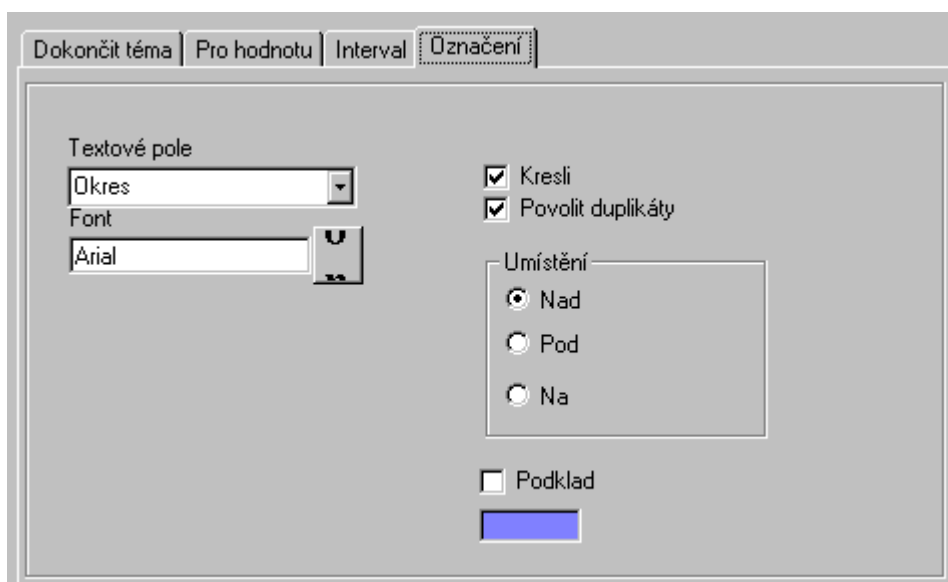 Dokončit téma Pro hodnotu Interval Označení
Textové pole
Okres
Font
Arial
Kresli
Povolit duplikáty
Umístění
Nad
Pod
Na
Podklad